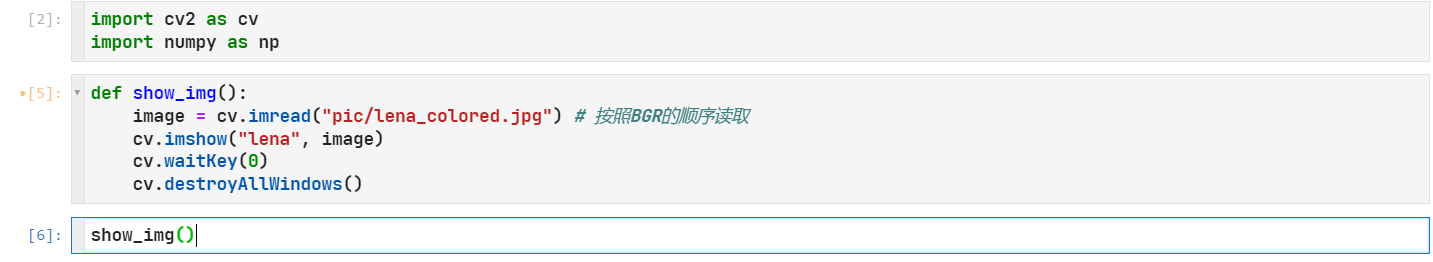 [2]:
import cv2 as cv
import numpy as np
[5]:
def show_img():
    image = cv.imread("pic/lena_colored.jpg") # 按照BGR的顺序读取
    cv.imshow("lena", image)
    cv.waitKey(0)
    cv.destroyAllWindows()
[6]:
show_img()